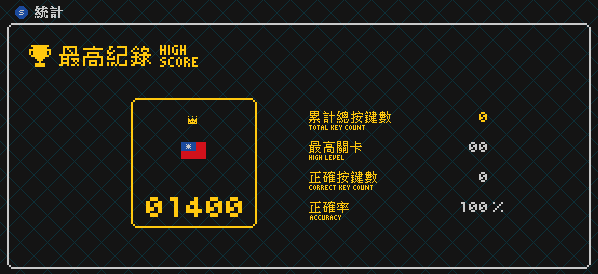 S 統計
最高紀錄 HIGH SCORE
01400
累計總按鍵數 0
TOTAL KEY COUNT
最高關卡 00
HIGH LEVEL
正確按鍵數 0
CORRECT KEY COUNT
正確率 100%
ACCURACY